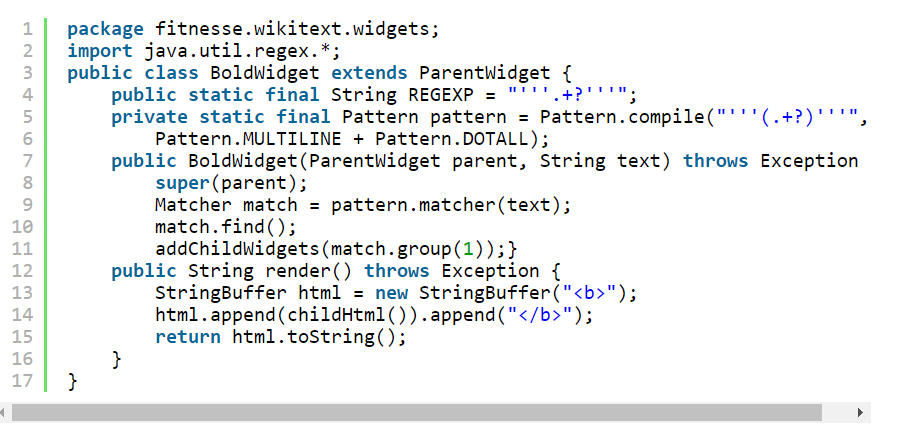 1 package fitnesse.wikitext.widgets;
2 import java.util.regex.*;
3 public class BoldWidget extends ParentWidget {
4     public static final String REGEXP = "'''.+?'''";
5     private static final Pattern pattern = Pattern.compile("'''(.+?)'''",
6         Pattern.MULTILINE + Pattern.DOTALL);
7     public BoldWidget(ParentWidget parent, String text) throws Exception
8         super(parent);
9         Matcher match = pattern.matcher(text);
10         match.find();
11         addChildWidgets(match.group(1));}
12     public String render() throws Exception {
13         StringBuffer html = new StringBuffer("<b>");
14         html.append(childHtml()).append("</b>");
15         return html.toString();
16     }
17 }